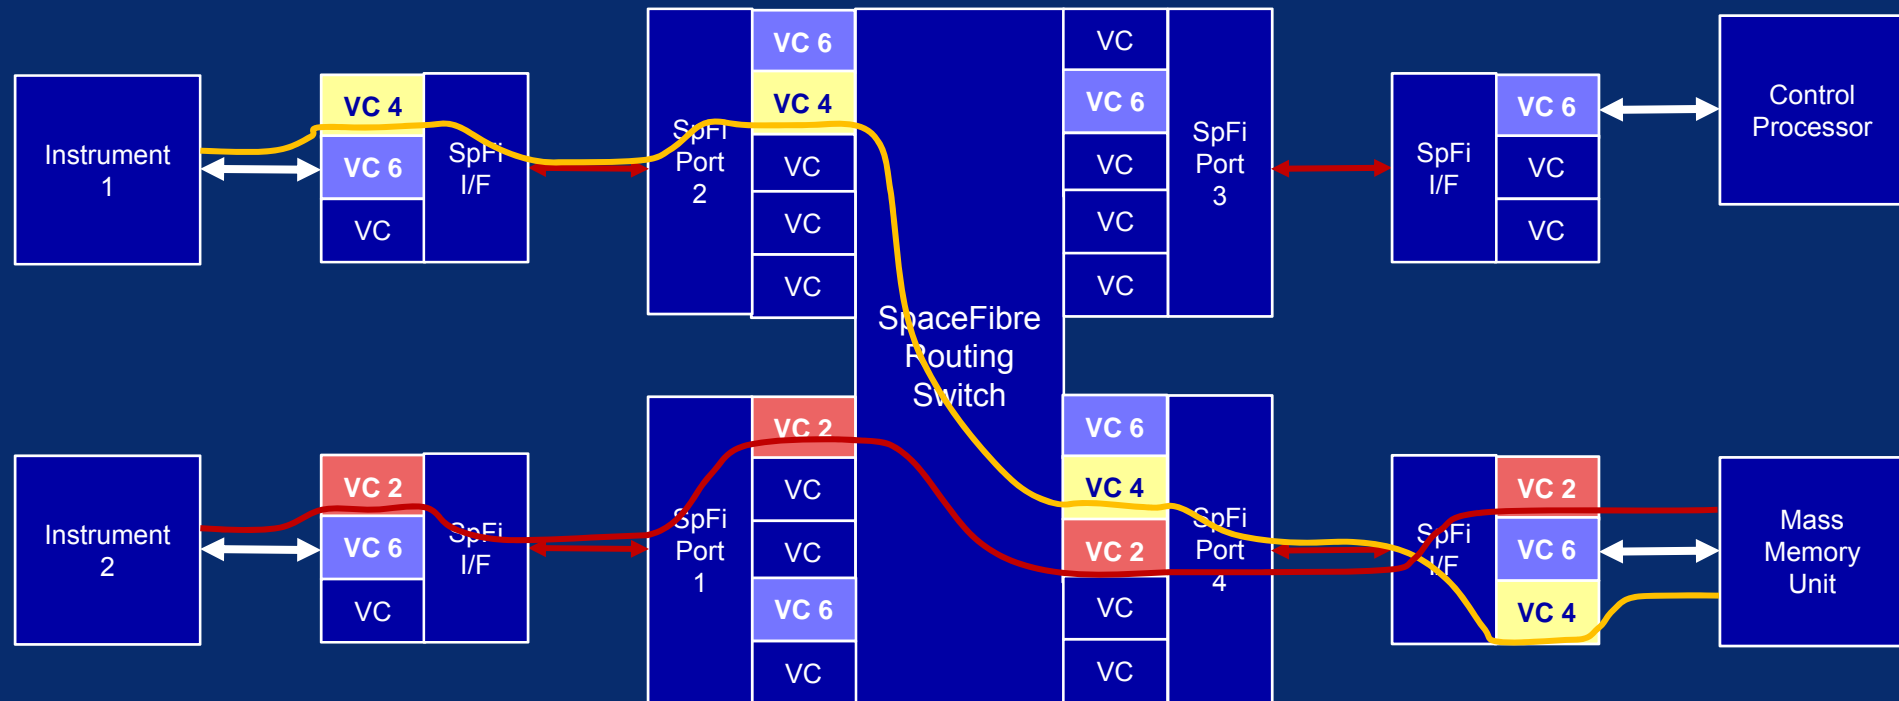 Instrument
1
VC 4
VC 6
VC
SpFi
I/F
SpFi
Port
2
VC 6
VC 4
VC
VC
VC
SpaceFibre
Routing
Switch
VC
VC 6
VC
VC
VC
SpFi
Port
3
SpFi
I/F
VC 6
VC
VC
Control
Processor
Instrument
2
VC 2
VC 6
VC
SpFi
I/F
SpFi
Port
1
VC 2
VC
VC
VC 6
VC
VC 6
VC 4
VC 2
VC
VC
SpFi
Port
4
SpFi
I/F
VC 2
VC 6
VC 4
Mass
Memory
Unit